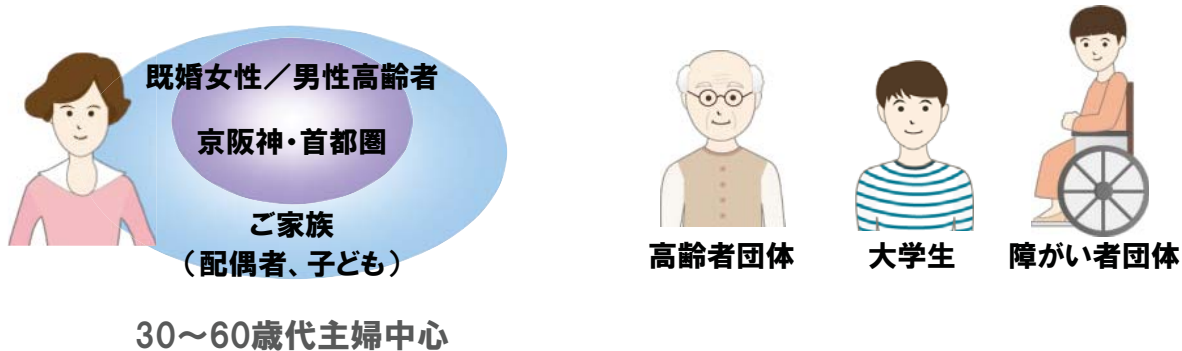 既婚女性／男性高齢者
京阪神・首都圏
ご家族
（配偶者、子ども）
30～60歳代主婦中心
高齢者団体
大学生
障がい者団体